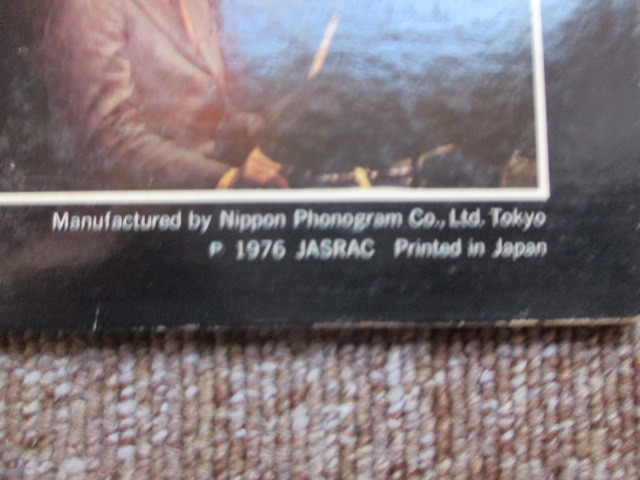 Manufactured by Nippon Phonogram Co., Ltd. Tokyo
℗ 1976 JASRAC Printed in Japan